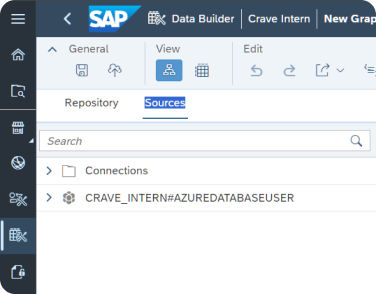 SAP Data Builder Crave Intern New Grap
General View Edit
Repository Sources
Search
Connections
CRAVE_INTERN#AZUREDATABASEUSER